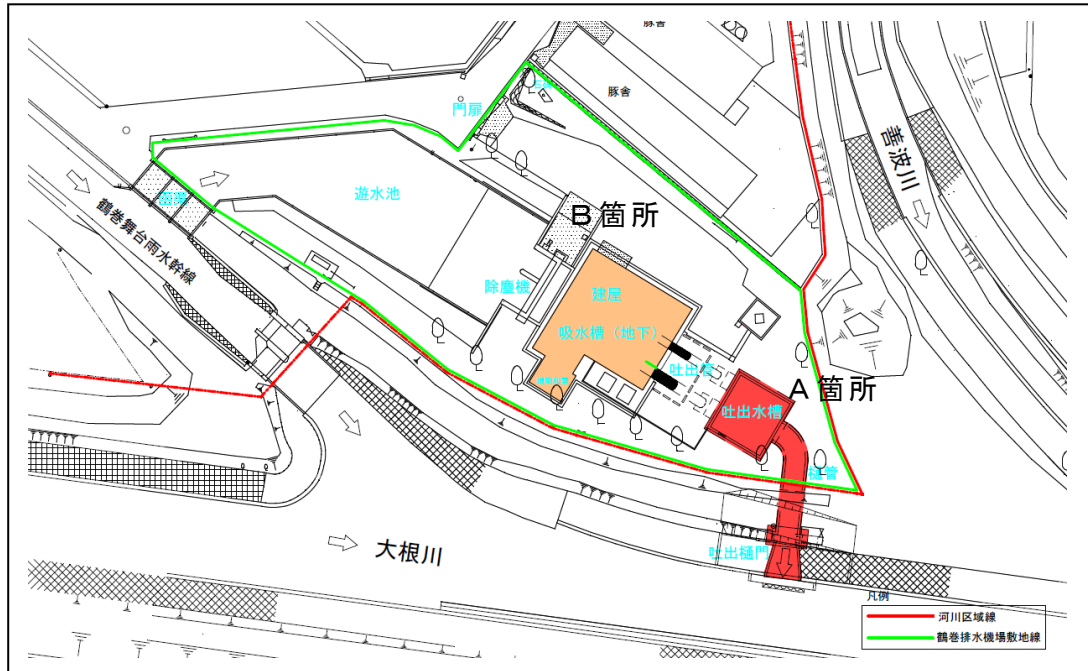 豚舎
豚舎
門扉
善波川
遊水池
B箇所
鶴巻舞台雨水幹線
除塵機
建屋
吸水槽（地下）
吐出管
A箇所
吐出水槽
樋管
吐出樋門
大根川
凡例
河川区域線
鶴巻排水機場敷地線